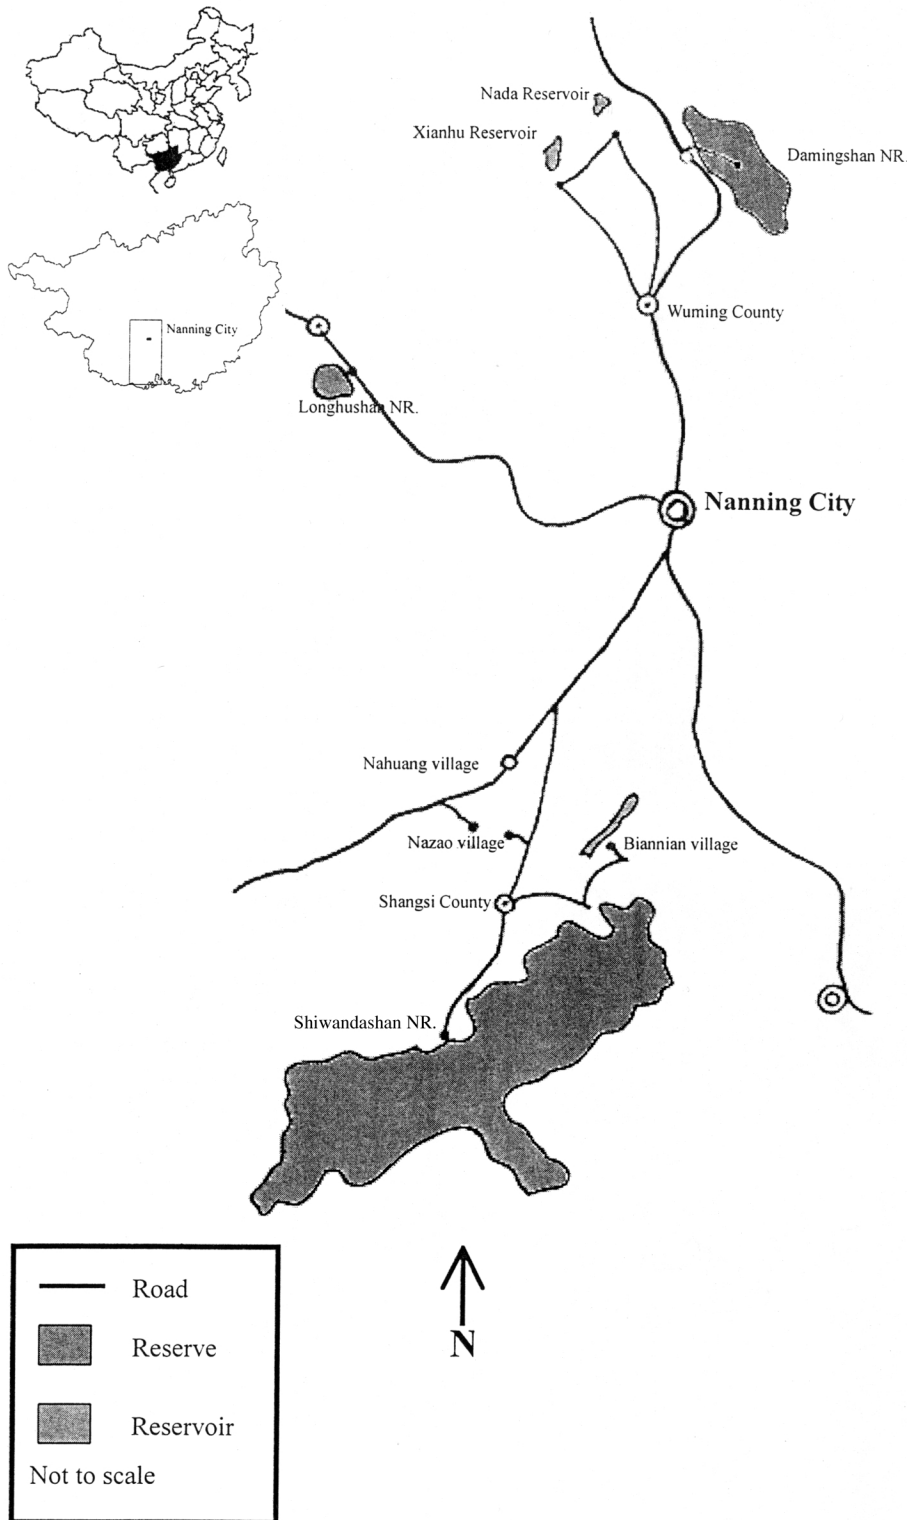 Nada Reservoir
Xianhu Reservoir
Damingshan NR.
Wuming County
Nanning City
Longhushan NR.
Nanning City
Nahuang village
Nazao village
Biannian village
Shangsi County
Shiwandashan NR.
N
Road
Reserve
Reservoir
Not to scale